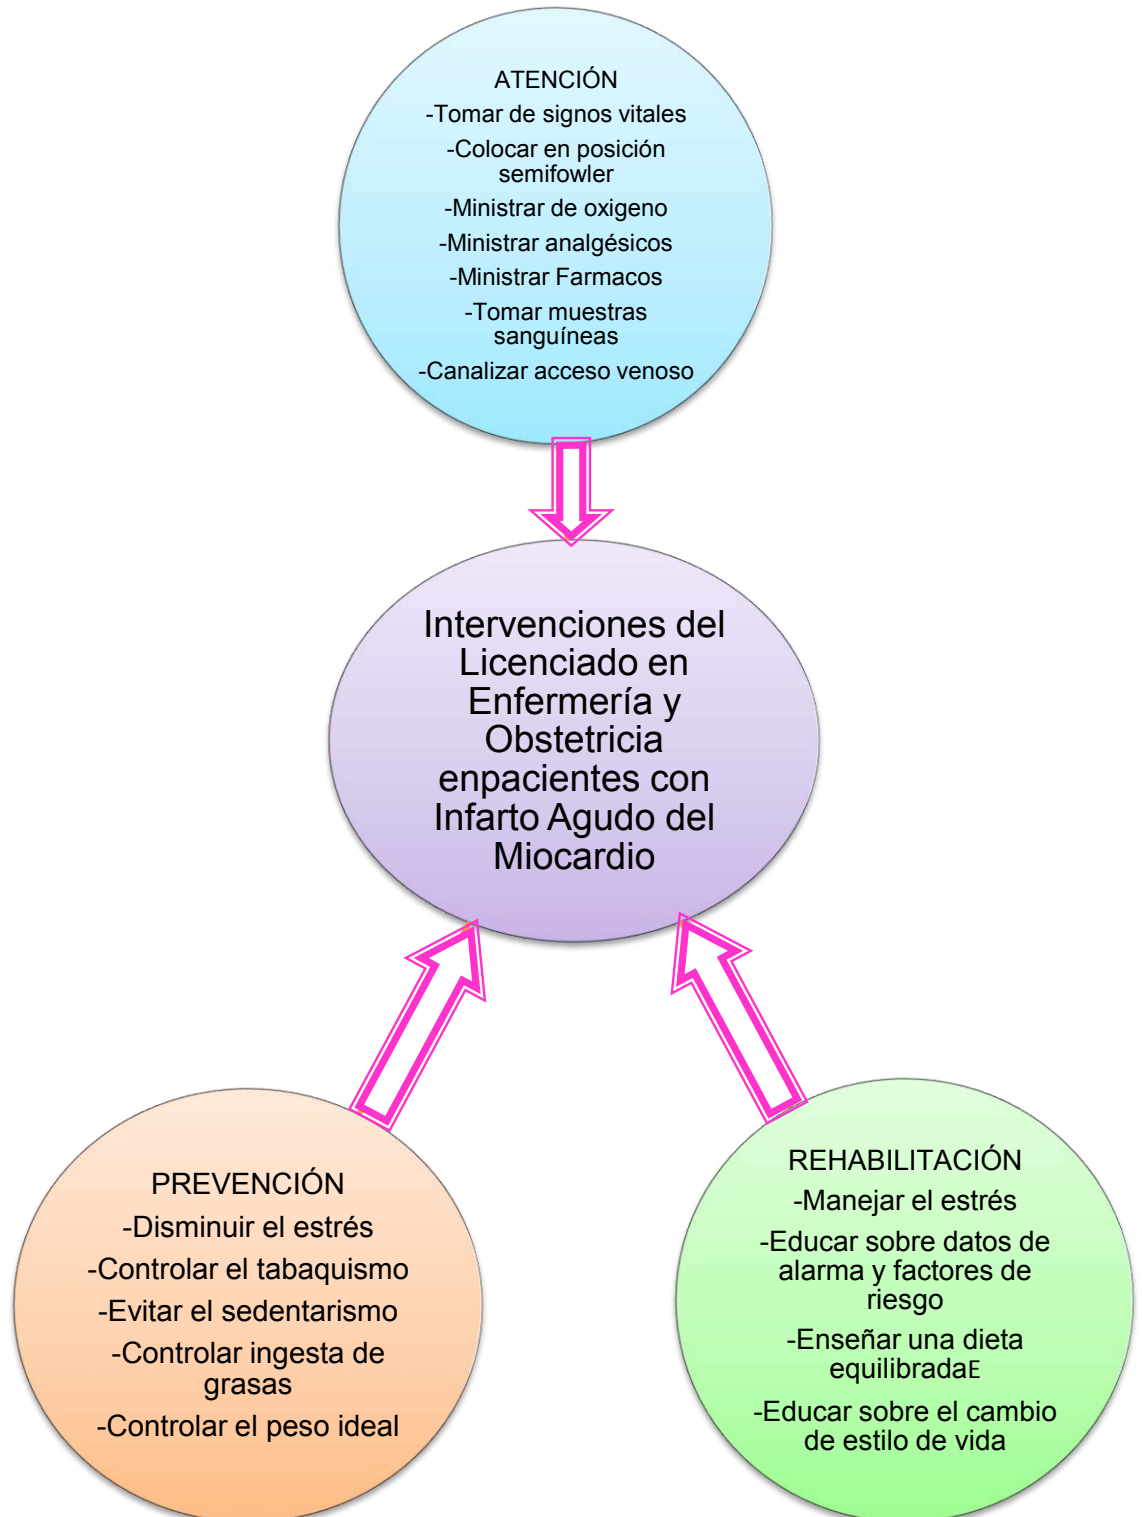 ATENCIÓN
-Tomar de signos vitales
-Colocar en posición
semifowler
-Ministrar de oxigeno
-Ministrar analgésicos
-Ministrar Farmacos
-Tomar muestras
sanguíneas
-Canalizar acceso venoso
Intervenciones del
Licenciado en
Enfermería y
Obstetricia
enpacientes con
Infarto Agudo del
Miocardio
PREVENCIÓN
-Disminuir el estrés
-Controlar el tabaquismo
-Evitar el sedentarismo
-Controlar ingesta de
grasas
-Controlar el peso ideal
REHABILITACIÓN
-Manejar el estrés
-Educar sobre datos de
alarma y factores de
riesgo
-Enseñar una dieta
equilibradaE
-Educar sobre el cambio
de estilo de vida